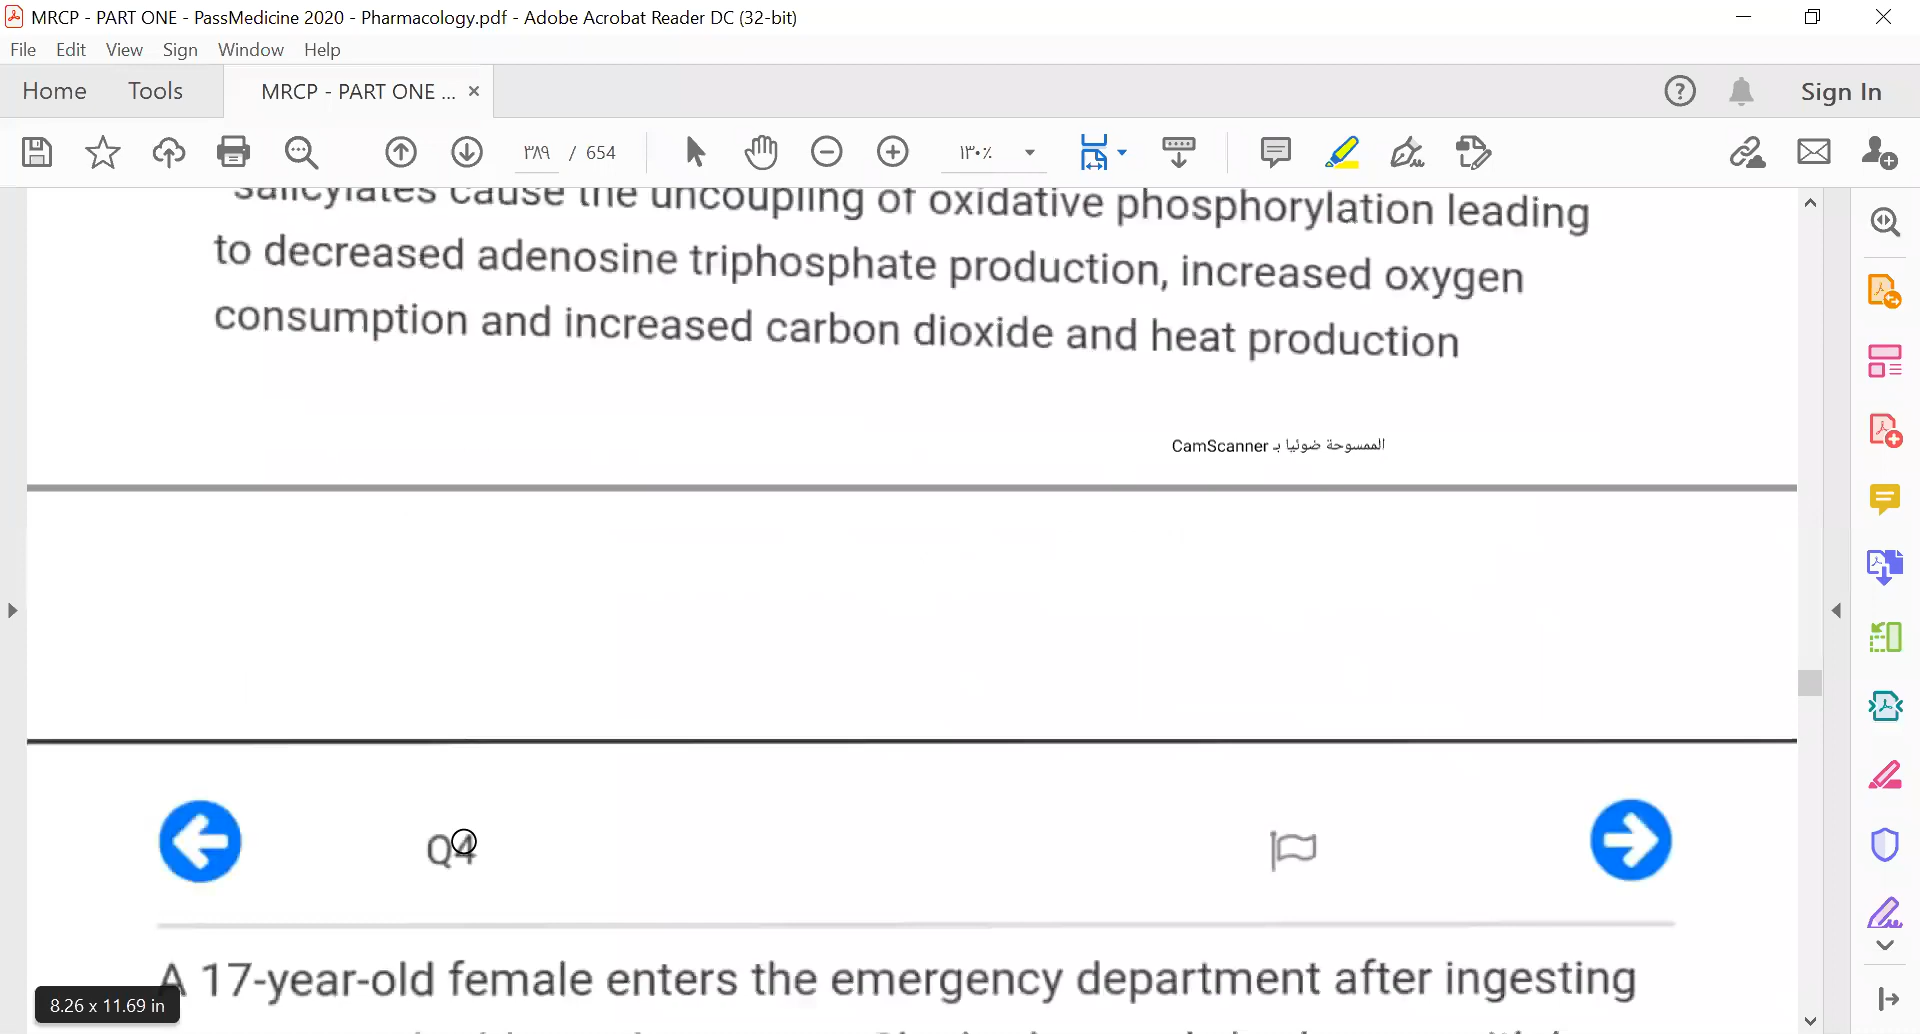 MRCP - PART ONE - PassMedicine 2020 - Pharmacology.pdf - Adobe Acrobat Reader DC (32-bit)
File Edit View Sign Window Help
Home Tools MRCP - PART ONE ... × Sign In
٣٨٩ / 654 ١٣٠٪
salicylates cause the uncoupling of oxidative phosphorylation leading
to decreased adenosine triphosphate production, increased oxygen
consumption and increased carbon dioxide and heat production
الممسوحة ضوئيا بـ CamScanner
Q4
A 17-year-old female enters the emergency department after ingesting
8.26 x 11.69 in